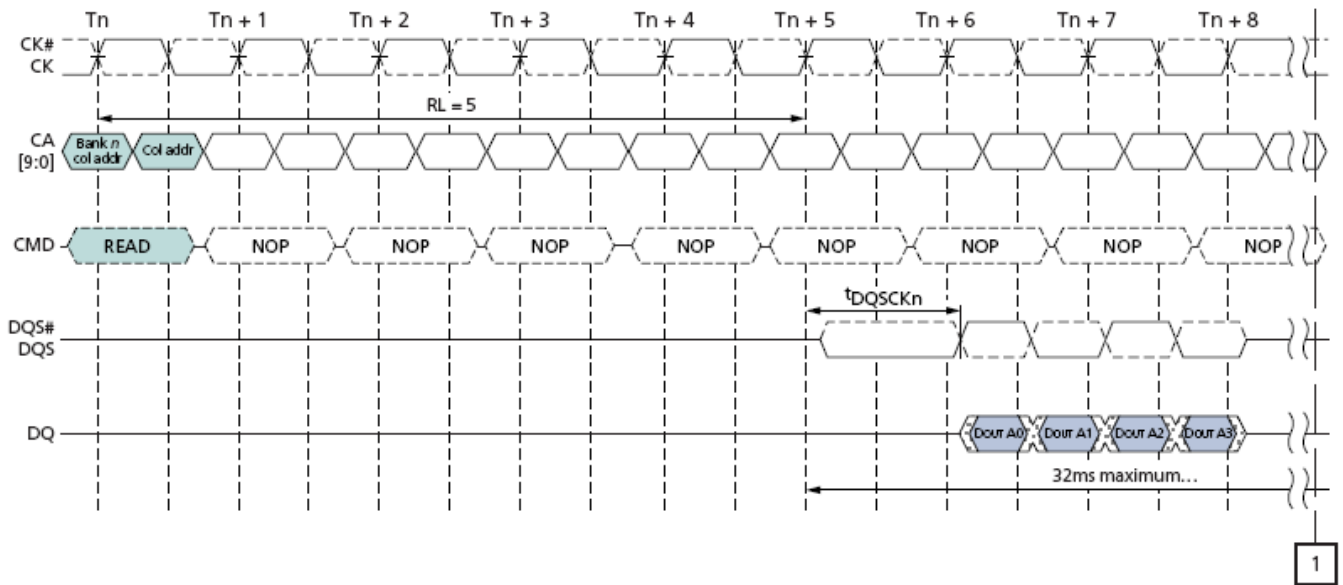 Tn Tn + 1 Tn + 2 Tn + 3 Tn + 4 Tn + 5 Tn + 6 Tn + 7 Tn + 8
CK#
CK
RL = 5
CA
[9:0]
Bank n
col addr
Col addr
CMD READ NOP NOP NOP NOP NOP NOP NOP NOP
tDQSCKn
DQS#
DQS
DQ DOUT A0 DOUT A1 DOUT A2 DOUT A3
32ms maximum…
1